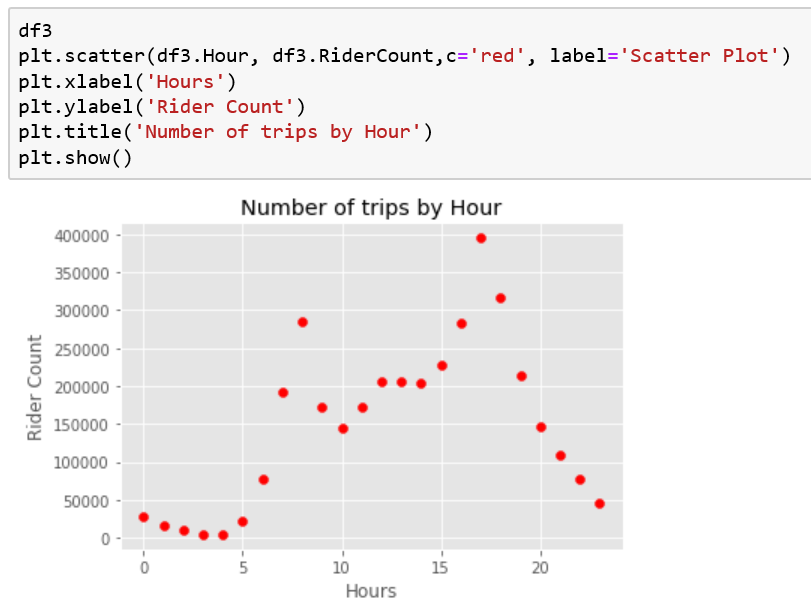 df3
plt.scatter(df3.Hour, df3.RiderCount,c='red', label='Scatter Plot')
plt.xlabel('Hours')
plt.ylabel('Rider Count')
plt.title('Number of trips by Hour')
plt.show()
Number of trips by Hour
400000
350000
300000
250000
200000
150000
100000
50000
0
Rider Count
0 5 10 15 20
Hours